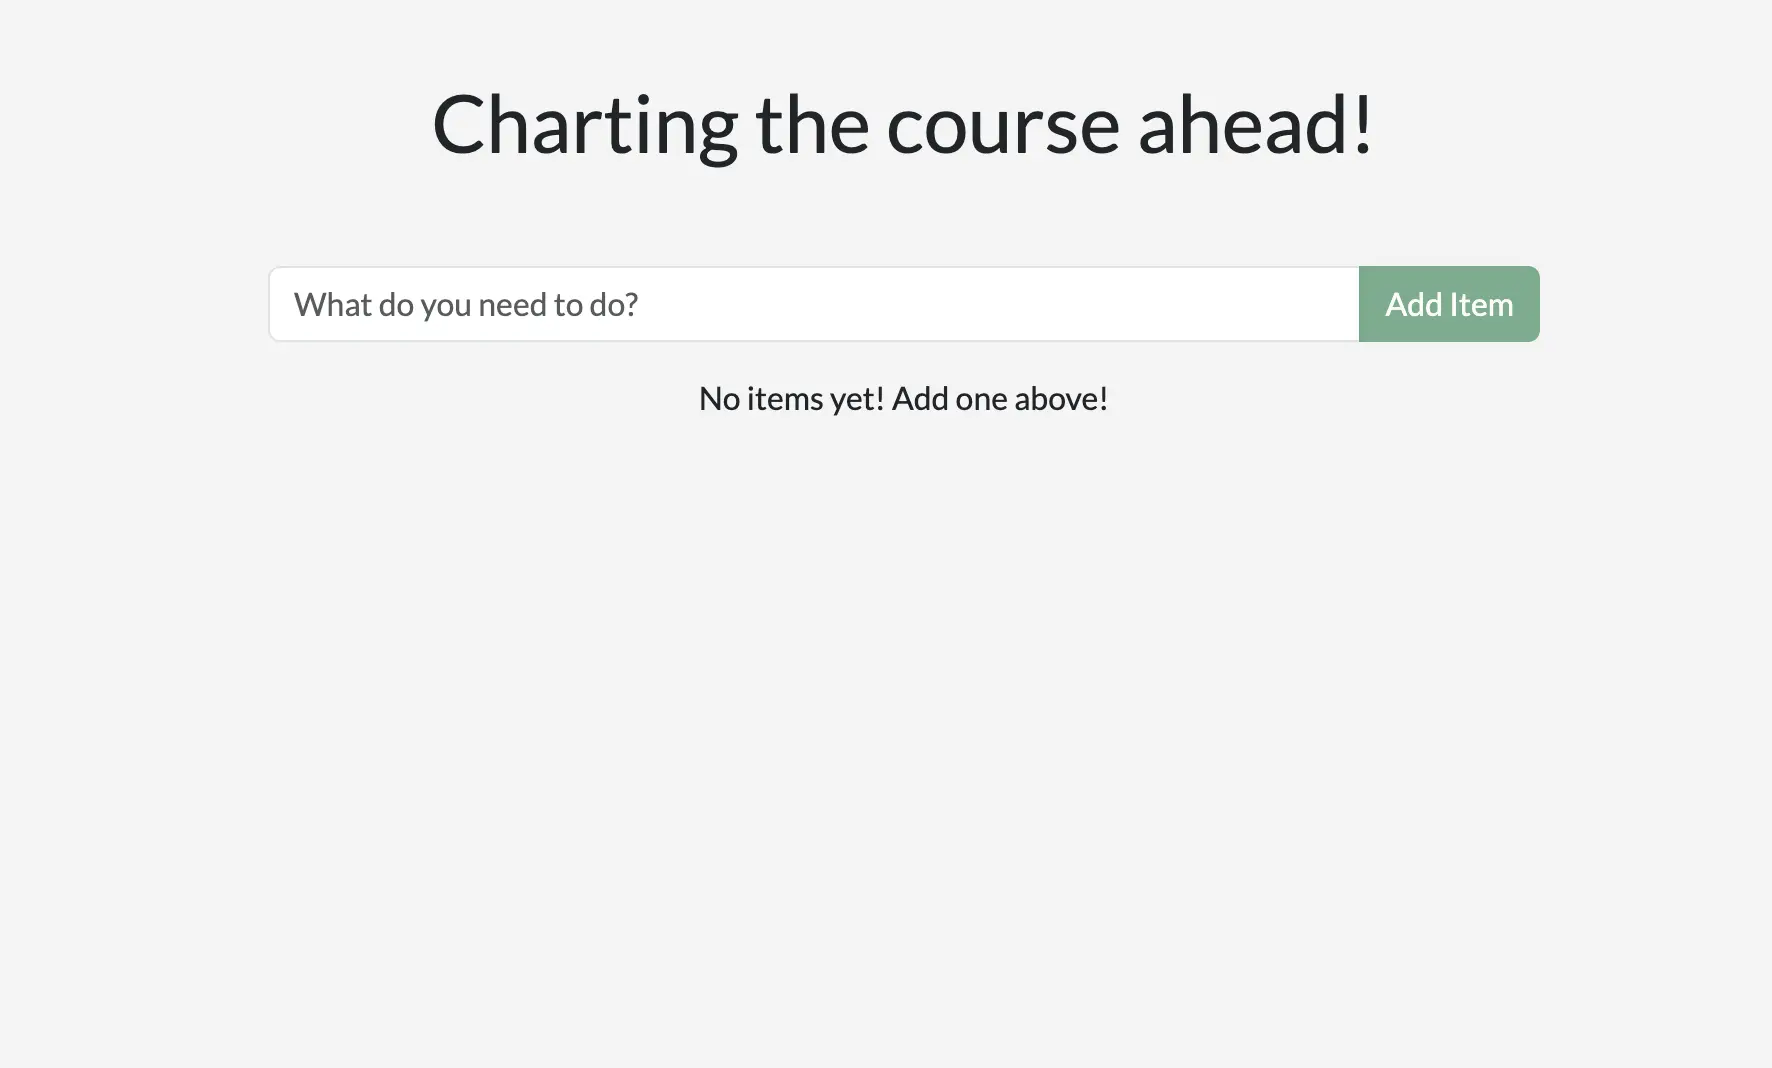 Charting the course ahead!
What do you need to do?
Add Item
No items yet! Add one above!